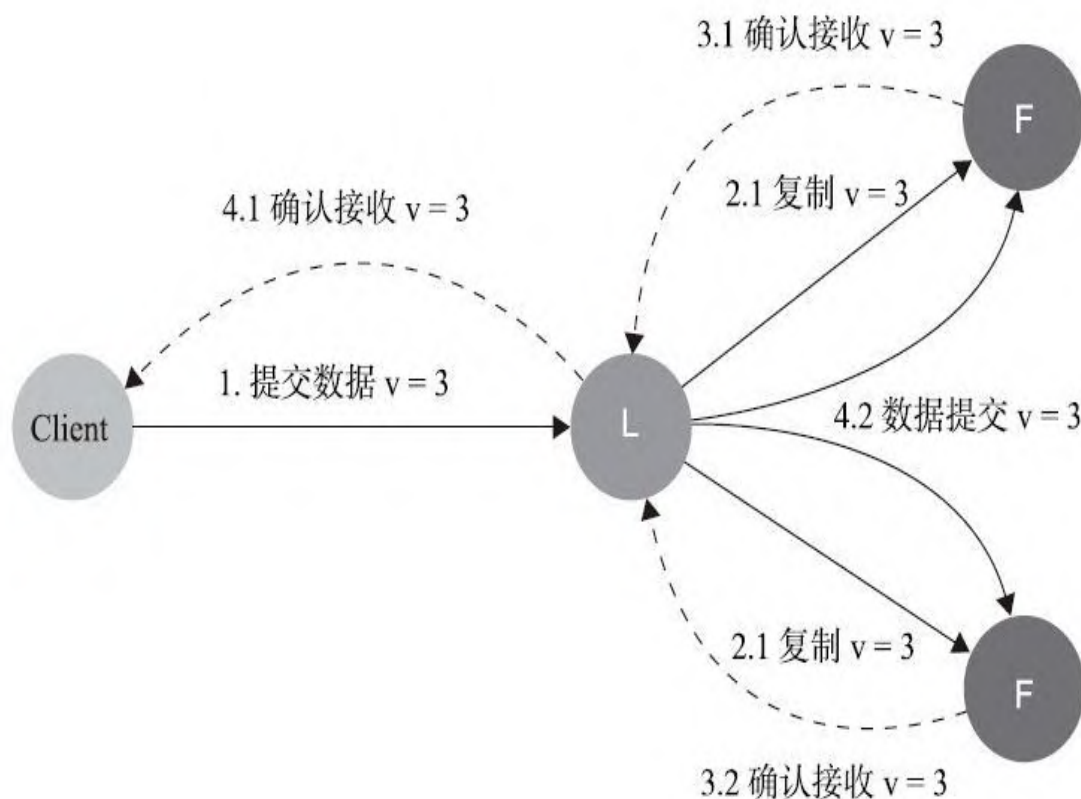 3.1 确认接收 v = 3
F
2.1 复制 v = 3
4.1 确认接收 v = 3
1. 提交数据 v = 3
Client
L
4.2 数据提交 v = 3
2.1 复制 v = 3
F
3.2 确认接收 v = 3